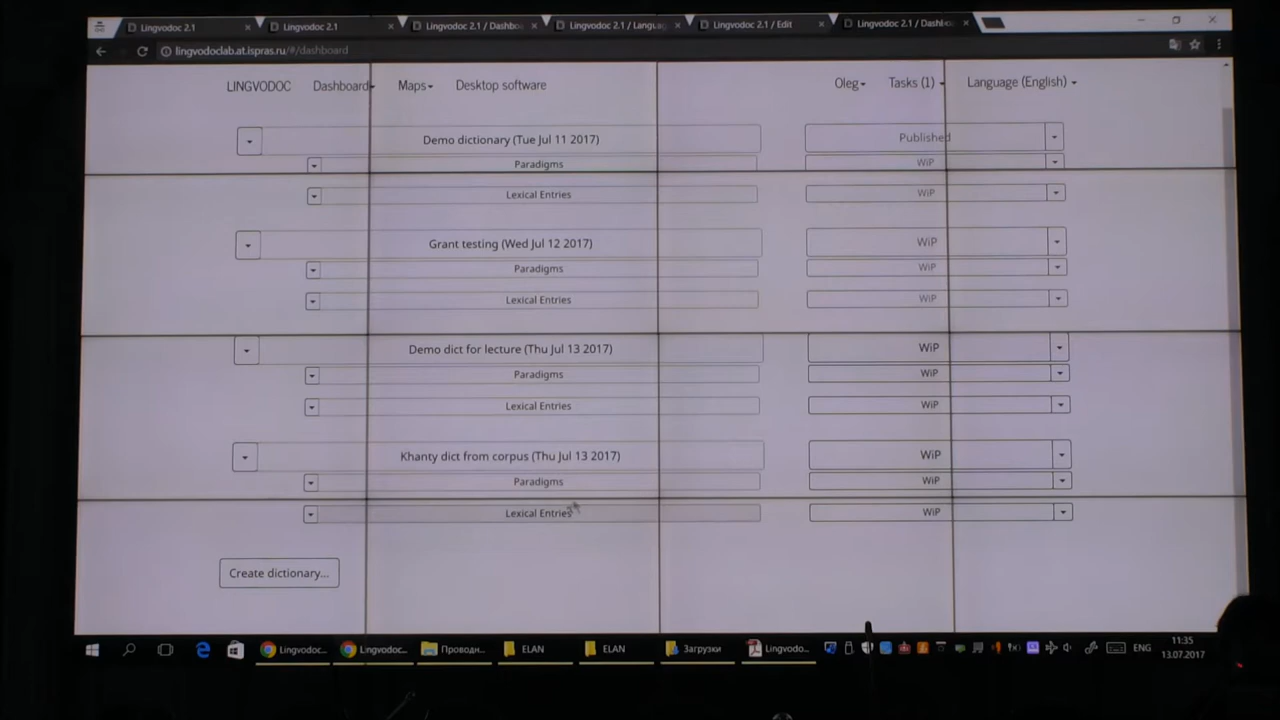 Lingvodoc 2.1
Lingvodoc 2.1
Lingvodoc 2.1 / Dashbo
Lingvodoc 2.1 / Languag
Lingvodoc 2.1 / Edit
Lingvodoc 2.1 / Dashbo
lingvodoclab.at.ispras.ru/#/dashboard
LINGVODOC Dashboard Maps Desktop software Oleg Tasks (1) Language (English)
Demo dictionary (Tue Jul 11 2017) Published
Paradigms WiP
Lexical Entries WiP
Grant testing (Wed Jul 12 2017) WiP
Paradigms WiP
Lexical Entries WiP
Demo dict for lecture (Thu Jul 13 2017) WiP
Paradigms WiP
Lexical Entries WiP
Khanty dict from corpus (Thu Jul 13 2017) WiP
Paradigms WiP
Lexical Entries WiP
Create dictionary...
Lingvodoc... Lingvodoc... Проводн... ELAN ELAN Загрузки Lingvodo... ENG 11:35
13.07.2017